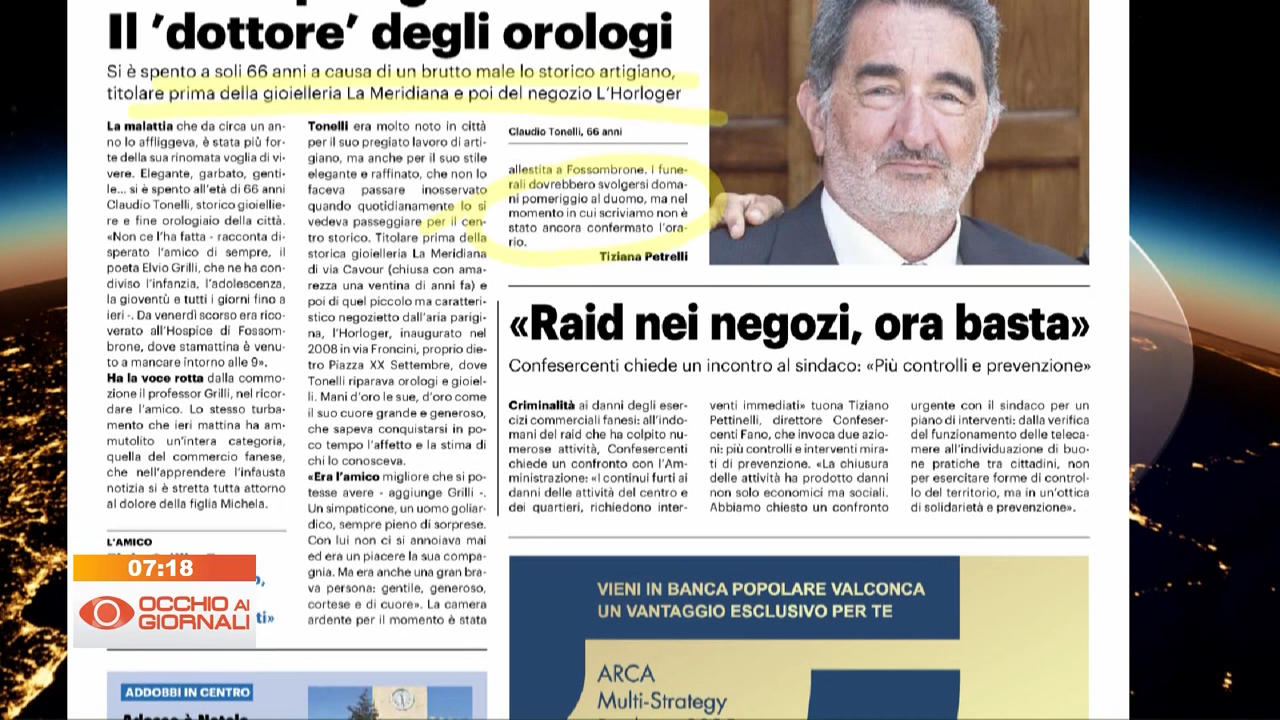 Il ’dottore’ degli orologi
Si è spento a soli 66 anni a causa di un brutto male lo storico artigiano,
titolare prima della gioielleria La Meridiana e poi del negozio L’Horloger
La malattia che da circa un an-
no lo affliggeva, è stata più for-
te della sua rinomata voglia di vi-
vere. Elegante, garbato, genti-
le... si è spento all’età di 66 anni
Claudio Tonelli, storico gioiellie-
re e fine orologiaio della città.
«Non ce l’ha fatta - racconta di-
sperato l’amico di sempre, il
poeta Elvio Grilli, che ne ha con-
diviso l’infanzia, l’adolescenza,
la gioventù e tutti i giorni fino a
ieri -. Da venerdì scorso era rico-
verato all’Hospice di Fossom-
brone, dove stamattina è venu-
to a mancare intorno alle 9».
Ha la voce rotta dalla commo-
zione il professor Grilli, nel ricor-
dare l’amico. Lo stesso turba-
mento che ieri mattina ha am-
mutolito un’intera categoria,
quella del commercio fanese,
che nell’apprendere l’infausta
notizia si è stretta tutta attorno
al dolore della figlia Michela.
L’AMICO
Tonelli era molto noto in città
per il suo pregiato lavoro di arti-
giano, ma anche per il suo stile
elegante e raffinato, che non lo
faceva passare inosservato
quando quotidianamente lo si
vedeva passeggiare per il cen-
tro storico. Titolare prima della
storica gioielleria La Meridiana
di via Cavour (chiusa con ama-
rezza una ventina di anni fa) e
poi di quel piccolo ma caratteri-
stico negozietto dall’aria parigi-
na, l’Horloger, inaugurato nel
2008 in via Froncini, proprio die-
tro Piazza XX Settembre, dove
Tonelli riparava orologi e gioiel-
li. Mani d’oro le sue, d’oro come
il suo cuore grande e generoso,
che sapeva conquistarsi in po-
co tempo l’affetto e la stima di
chi lo conosceva.
«Era l’amico migliore che si po-
tesse avere - aggiunge Grilli -.
Un simpaticone, un uomo goliar-
dico, sempre pieno di sorprese.
Con lui non ci si annoiava mai
ed era un piacere la sua compa-
gnia. Ma era anche una gran bra-
va persona: gentile, generoso,
cortese e di cuore». La camera
ardente per il momento è stata
Claudio Tonelli, 66 anni
allestita a Fossombrone. I fune-
rali dovrebbero svolgersi doma-
ni pomeriggio al duomo, ma nel
momento in cui scriviamo non è
stato ancora confermato l’ora-
rio.
Tiziana Petrelli
«Raid nei negozi, ora basta»
Confesercenti chiede un incontro al sindaco: «Più controlli e prevenzione»
Criminalità ai danni degli eser-
cizi commerciali fanesi: all’indo-
mani del raid che ha colpito nu-
merose attività, Confesercenti
chiede un confronto con l’Am-
ministrazione: «I continui furti ai
danni delle attività del centro e
dei quartieri, richiedono inter-
venti immediati» tuona Tiziano
Pettinelli, direttore Confeser-
centi Fano, che invoca due azio-
ni: più controlli e interventi mira-
ti di prevenzione. «La chiusura
delle attività ha prodotto danni
non solo economici ma sociali.
Abbiamo chiesto un confronto
urgente con il sindaco per un
piano di interventi: dalla verifica
del funzionamento delle teleca-
mere all’individuazione di buo-
ne pratiche tra cittadini, non
per esercitare forme di control-
lo del territorio, ma in un’ottica
di solidarietà e prevenzione».
07:18
OCCHIO AI
GIORNALI
ti»
VIENI IN BANCA POPOLARE VALCONCA
UN VANTAGGIO ESCLUSIVO PER TE
ARCA
Multi-Strategy
ADDOBBI IN CENTRO
Adesso è Natale